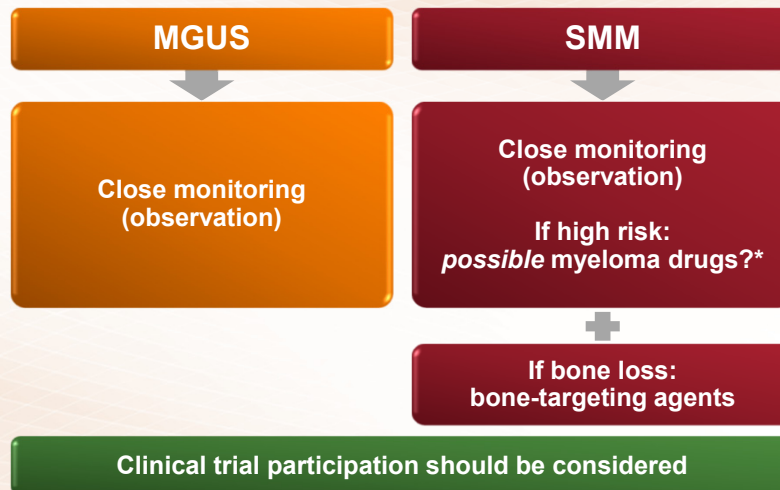 MGUS
SMM
Close monitoring
(observation)
Close monitoring
(observation)
If high risk:
possible myeloma drugs?*
If bone loss:
bone-targeting agents
Clinical trial participation should be considered